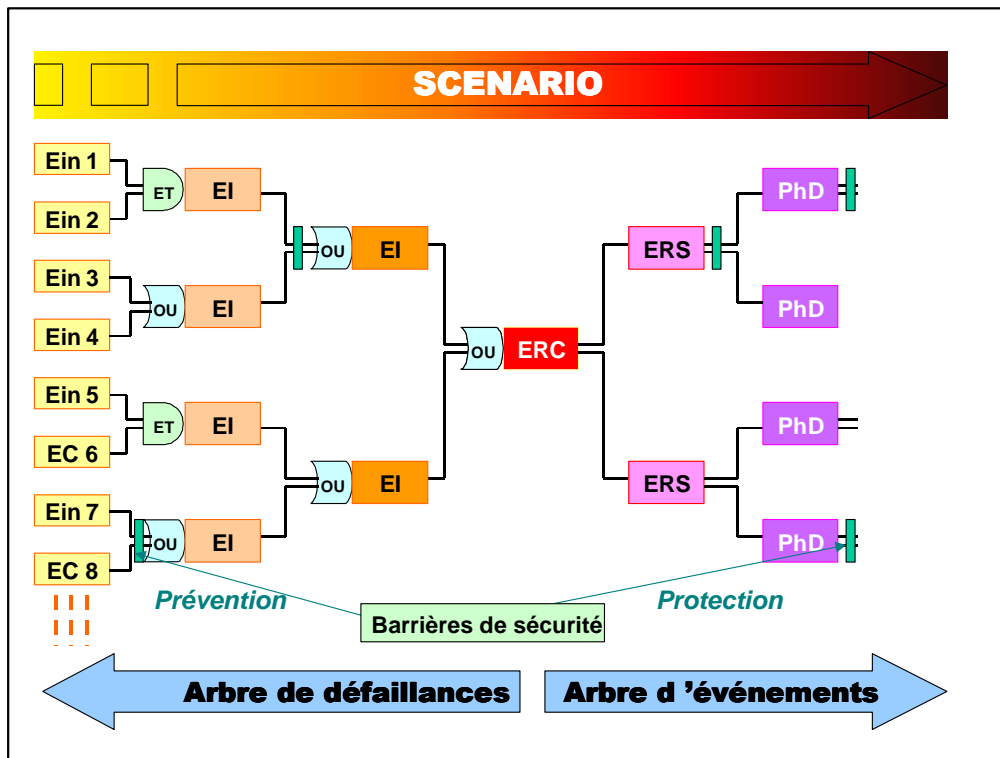 SCENARIO
Ein 1
Ein 2
ET
EI
Ein 3
Ein 4
OU
EI
OU
EI
Ein 5
EC 6
ET
EI
Ein 7
EC 8
OU
EI
OU
EI
OU
ERC
ERS
PhD
PhD
ERS
PhD
PhD
Prévention
Protection
Barrières de sécurité
Arbre de défaillances
Arbre d ’événements